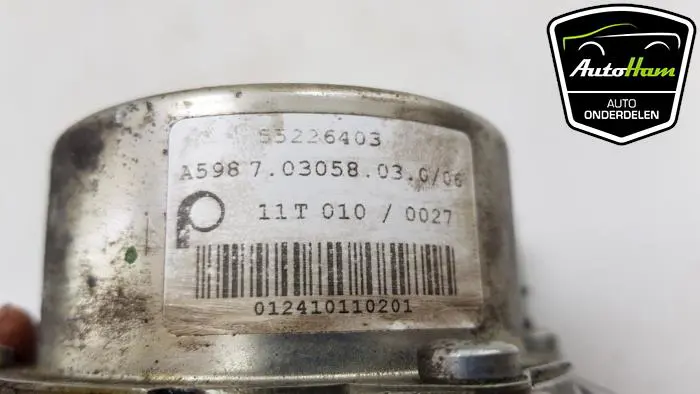 55226403
A598 7.03058.03.0/06
11T 010 / 0027
012410110201
AutoHam
AUTO
ONDERDELEN